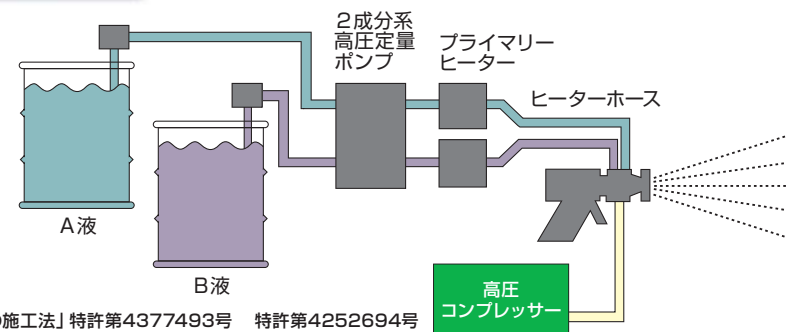 2成分系
高圧定量
ポンプ
プライマリー
ヒーター
ヒーターホース
A液
B液
高圧
コンプレッサー
施工法」特許第4377493号 特許第4252694号